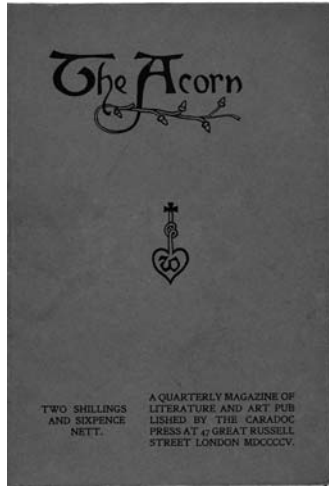 The Acorn
TWO SHILLINGS
AND SIXPENCE
NETT.
A QUARTERLY MAGAZINE OF
LITERATURE AND ART PUB
LISHED BY THE CARADOC
PRESS AT 47 GREAT RUSSELL
STREET LONDON MDCCCCV.